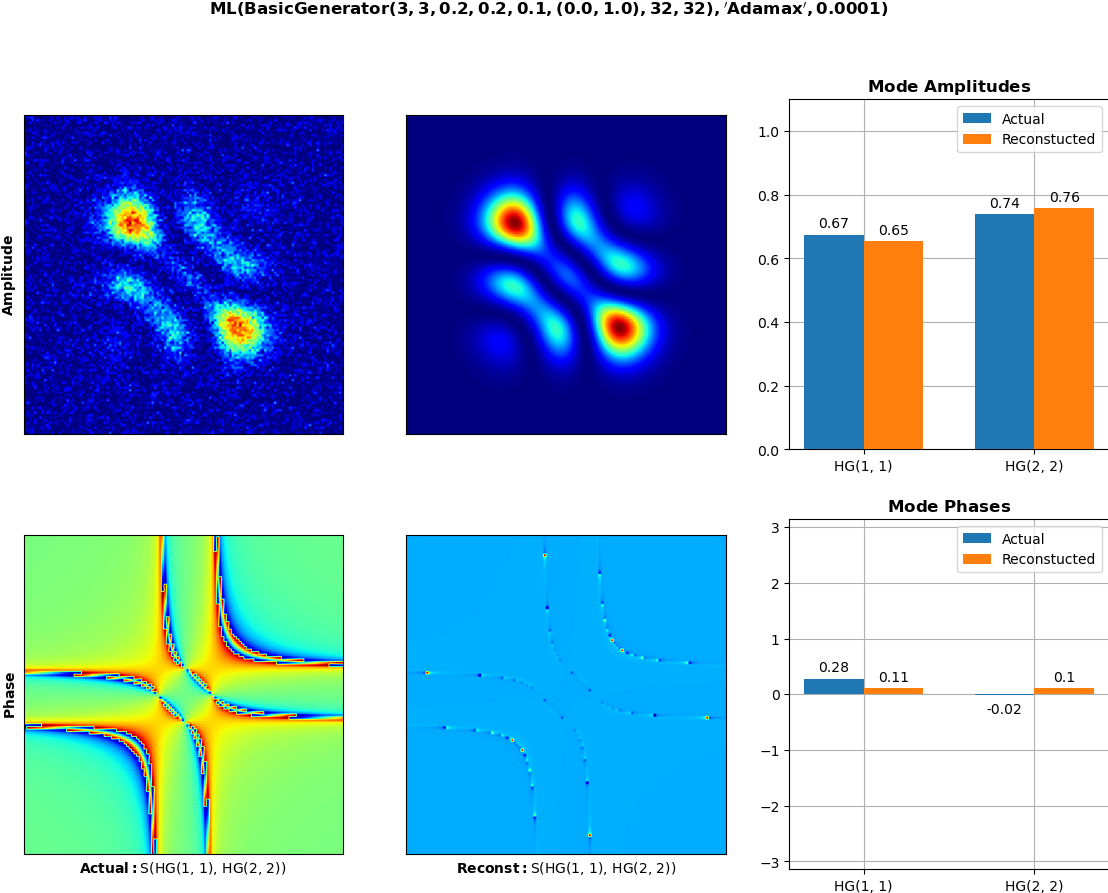 ML(BasicGenerator(3, 3, 0.2, 0.2, 0.1, (0.0, 1.0), 32, 32), 'Adamax', 0.0001)
Amplitude
Mode Amplitudes
Actual
Reconstucted
1.0
0.8
0.6
0.4
0.2
0.0
0.67
0.65
0.74
0.76
HG(1, 1)
HG(2, 2)
Phase
Actual: S(HG(1, 1), HG(2, 2))
Reconst: S(HG(1, 1), HG(2, 2))
Mode Phases
Actual
Reconstucted
3
2
1
0
−1
−2
−3
0.28
0.11
-0.02
0.1
HG(1, 1)
HG(2, 2)